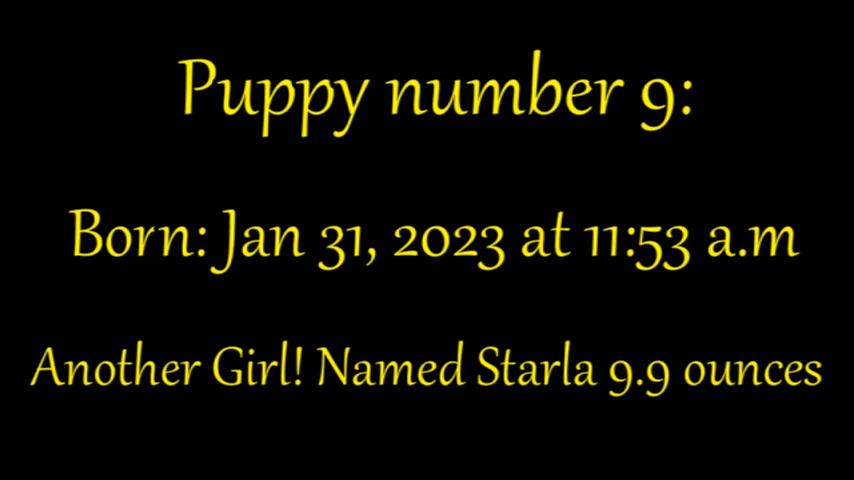 Puppy number 9:
Born: Jan 31, 2023 at 11:53 a.m
Another Girl! Named Starla 9.9 ounces